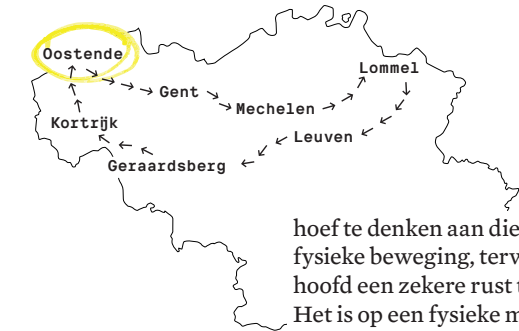 Oostende
Lommel
Gent
Mechelen
Kortrijk
Leuven
Geraardsberg
hoef te denken aan die
fysieke beweging, terw
hoofd een zekere rust
Het is op een fysieke m